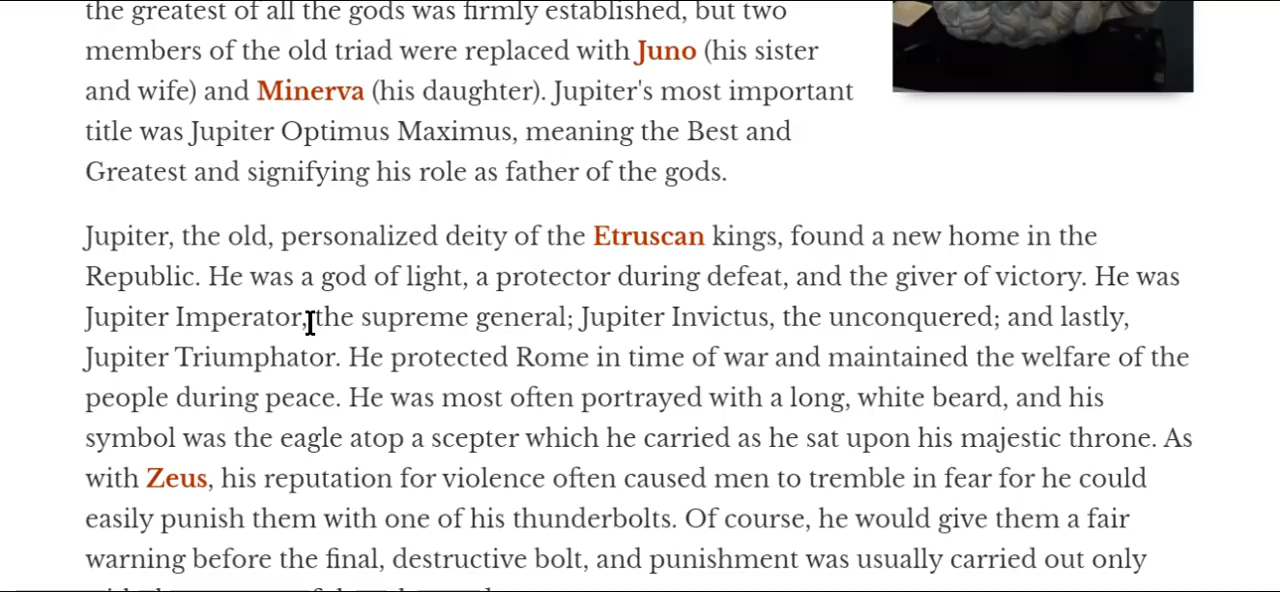 the greatest of all the gods was firmly established, but two
members of the old triad were replaced with Juno (his sister
and wife) and Minerva (his daughter). Jupiter's most important
title was Jupiter Optimus Maximus, meaning the Best and
Greatest and signifying his role as father of the gods.
Jupiter, the old, personalized deity of the Etruscan kings, found a new home in the
Republic. He was a god of light, a protector during defeat, and the giver of victory. He was
Jupiter Imperator, the supreme general; Jupiter Invictus, the unconquered; and lastly,
Jupiter Triumphator. He protected Rome in time of war and maintained the welfare of the
people during peace. He was most often portrayed with a long, white beard, and his
symbol was the eagle atop a scepter which he carried as he sat upon his majestic throne. As
with Zeus, his reputation for violence often caused men to tremble in fear for he could
easily punish them with one of his thunderbolts. Of course, he would give them a fair
warning before the final, destructive bolt, and punishment was usually carried out only